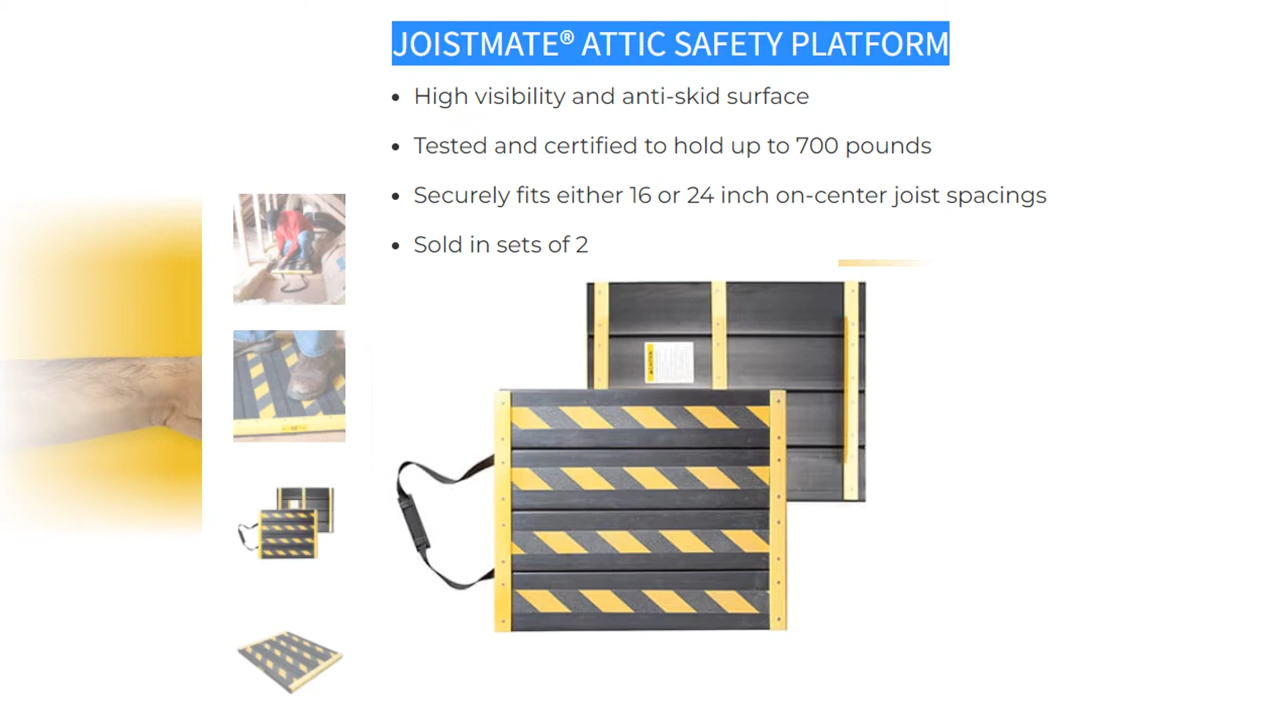 JOISTMATE® ATTIC SAFETY PLATFORM
• High visibility and anti-skid surface
• Tested and certified to hold up to 700 pounds
• Securely fits either 16 or 24 inch on-center joist spacings
• Sold in sets of 2